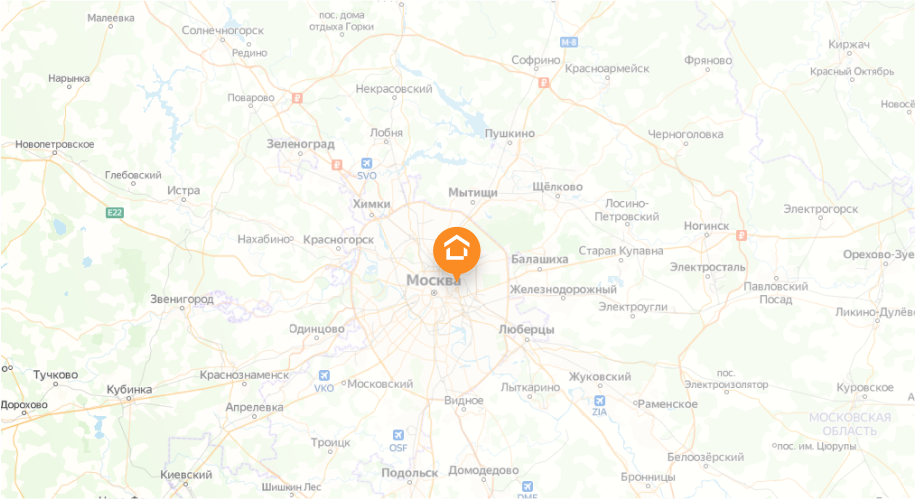 Малеевка
пос. дома
отдыха Горки
Солнечногорск
Редино
М-8
Киржач
Софрино
Красноармейск
Фряново
Красный Октябрь
Нарынка
Некрасовский
Поварово
Лобня
Пушкино
Черноголовка
Новопетровское
Зеленоград
SVO
Глебовский
Истра
Мытищи
Щёлково
Химки
Лосино-
Петровский
Электрогорск
E22
Ногинск
Нахабино
Красногорск
Старая Купавна
Балашиха
Электросталь
Москва
Павловский
Посад
Железнодорожный
Звенигород
Электроугли
Ликино-Дулёво
Одинцово
Люберцы
Тучково
Краснознаменск
VKO
Московский
Жуковский
пос.
Электроизолятор
Кубинка
Лыткарино
Куровское
Дорохово
Апрелевка
Видное
ZIA
Раменское
МОСКОВСКАЯ
ОБЛАСТЬ
Троицк
OSF
пос. им. Цюрупы
Белоозёрский
Киевский
Подольск
Домодедово
Бронницы
Шишкин Лес
DME